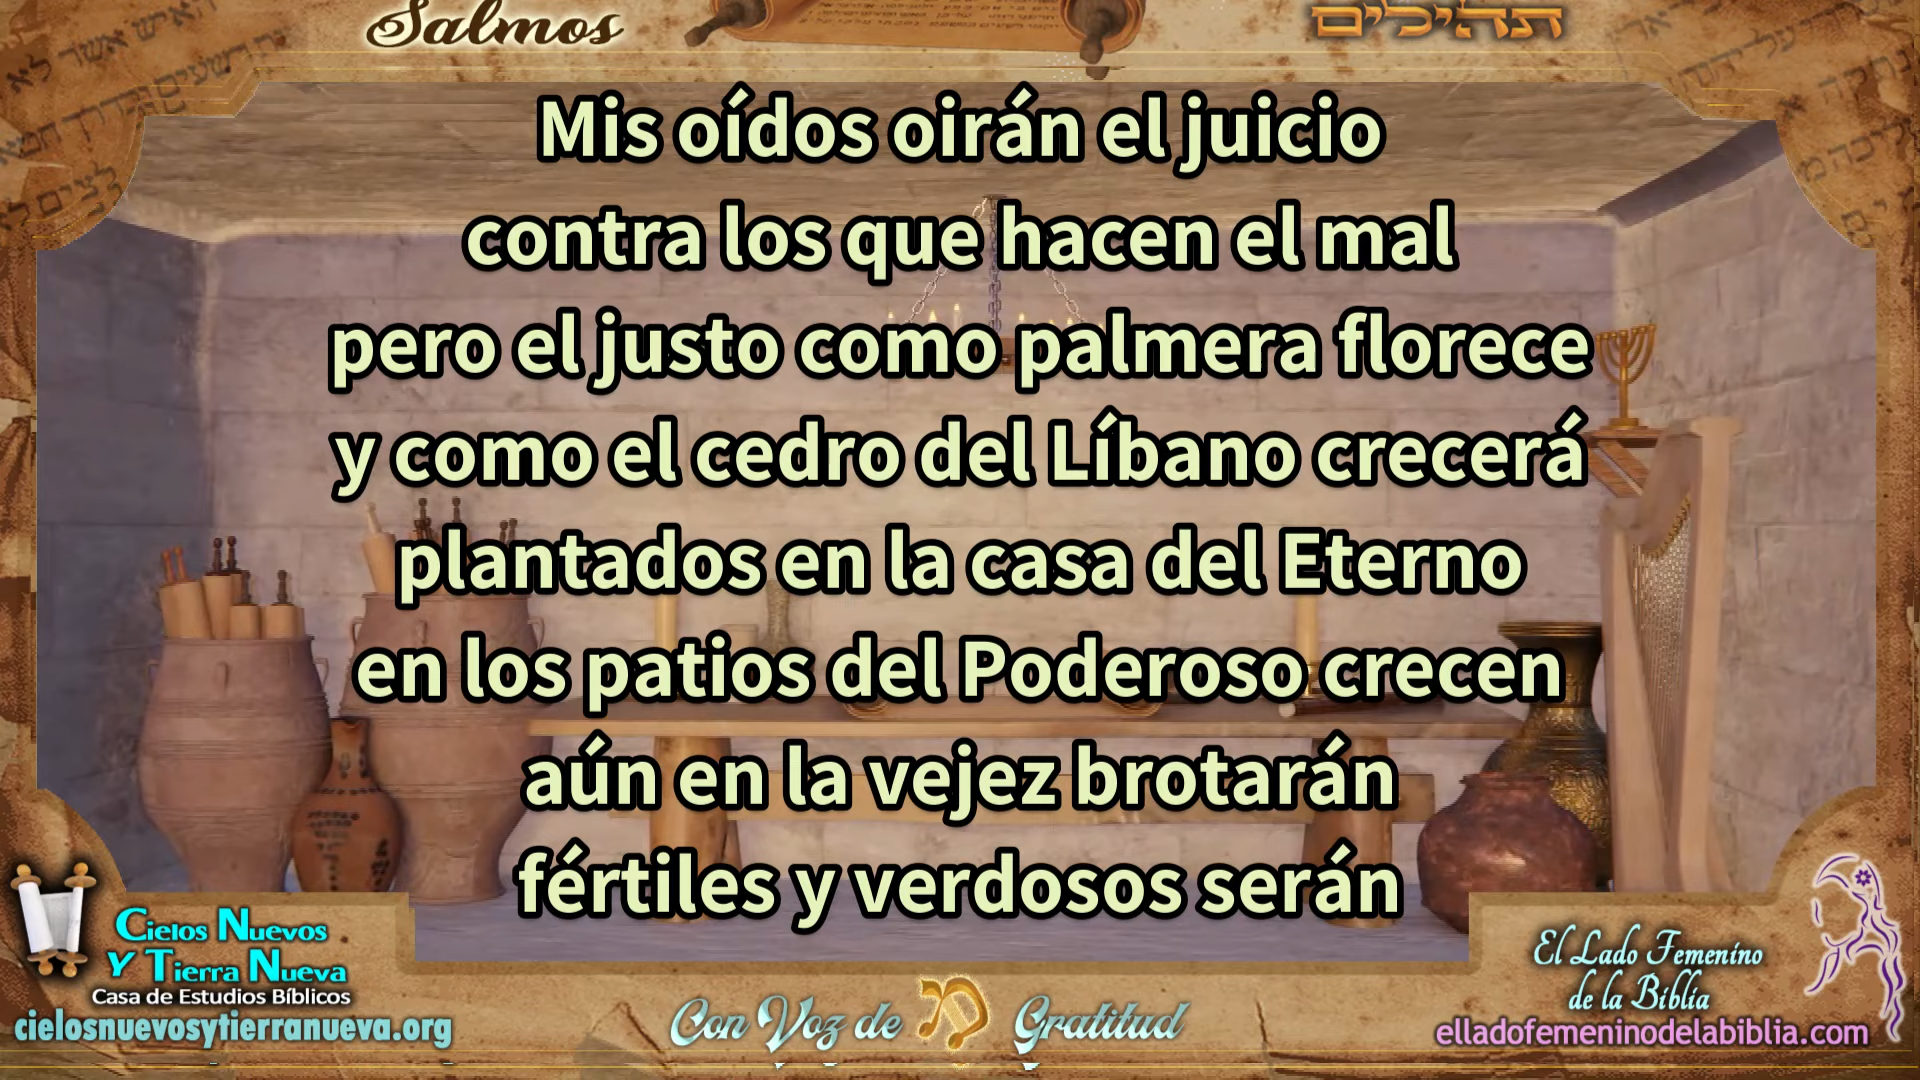 Salmos
תהילים
Mis oídos oirán el juicio
contra los que hacen el mal
pero el justo como palmera florece
y como el cedro del Líbano crecerá
plantados en la casa del Eterno
en los patios del Poderoso crecen
aún en la vejez brotarán
fértiles y verdosos serán
Cielos Nuevos
Y Tierra Nueva
Casa de Estudios Bíblicos
cielosnuevosytierranueva.org
Con Voz de Gratitud
El Lado Femenino
de la Biblia
elladofemeninodelabiblia.com